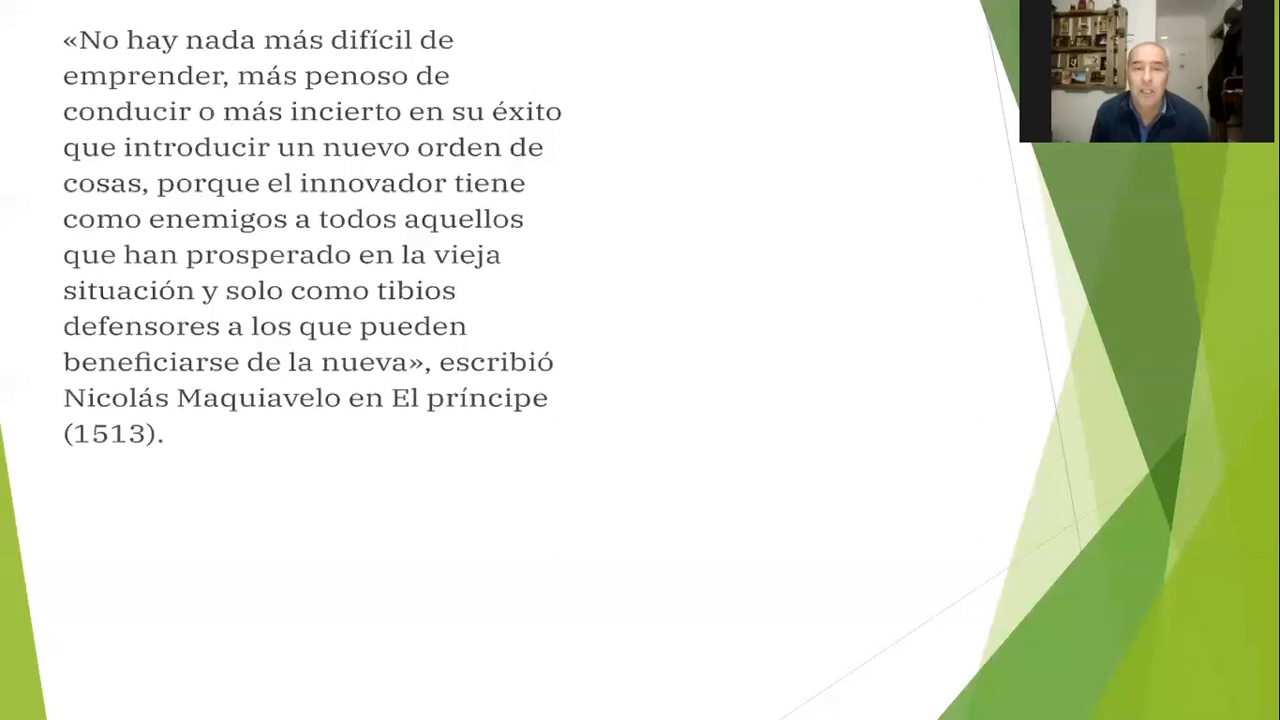 «No hay nada más difícil de
emprender, más penoso de
conducir o más incierto en su éxito
que introducir un nuevo orden de
cosas, porque el innovador tiene
como enemigos a todos aquellos
que han prosperado en la vieja
situación y solo como tibios
defensores a los que pueden
beneficiarse de la nueva», escribió
Nicolás Maquiavelo en El príncipe
(1513).